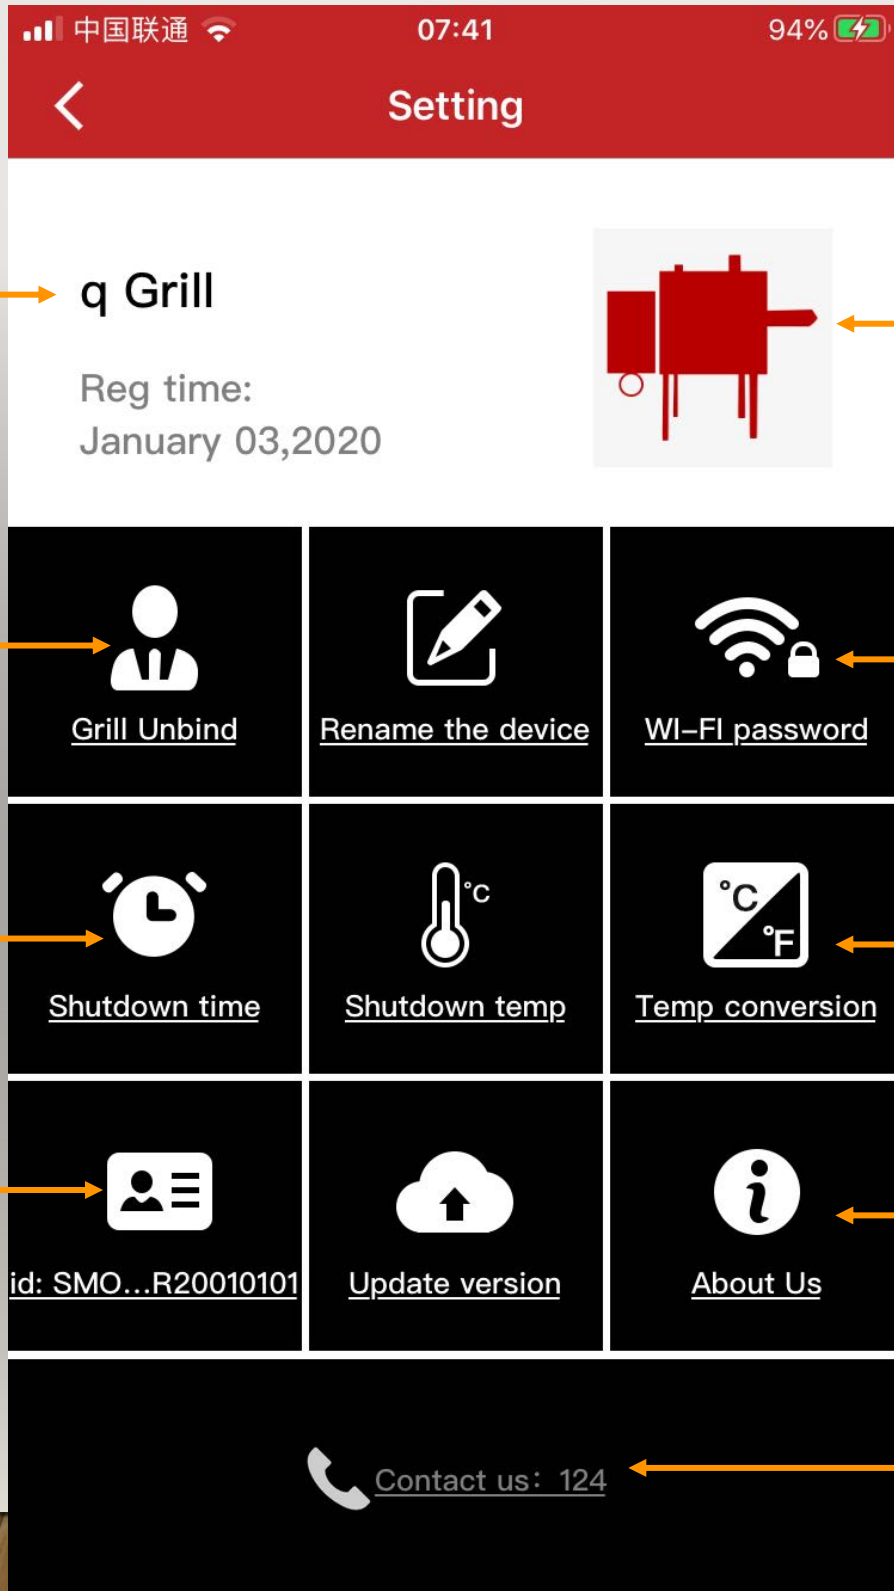 中国联通 07:41 94%
Setting
q Grill
Reg time:
January 03,2020
Grill Unbind Rename the device WI-FI password
°C °C °F
Shutdown time Shutdown temp Temp conversion
id: SMO...R20010101 Update version About Us
Contact us: 124